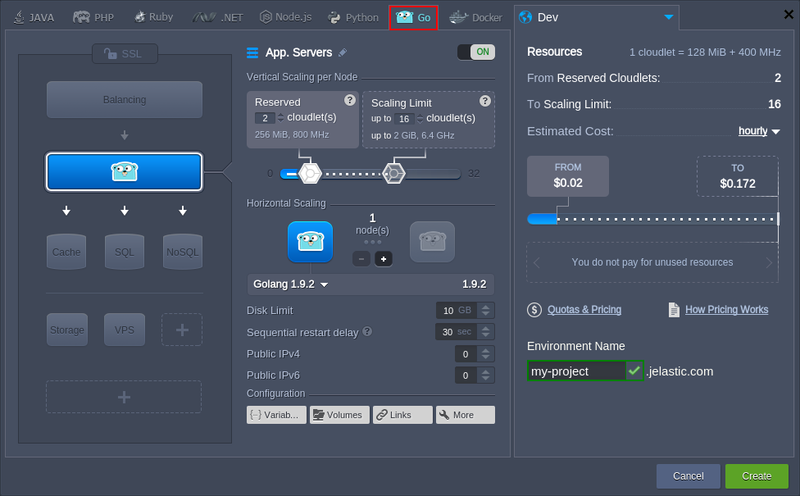 JAVA PHP Ruby .NET Node.js Python Go Docker
SSL
Balancing
Cache SQL NoSQL
Storage VPS
App. Servers ON
Vertical Scaling per Node
Reserved
2 cloudlet(s)
256 MiB, 800 MHz
Scaling Limit
up to 16 cloudlet(s)
up to 2 GiB, 6.4 GHz
0 32
Horizontal Scaling
1
node(s)
Golang 1.9.2 1.9.2
Disk Limit 10 GB
Sequential restart delay ? 30 sec
Public IPv4 0
Public IPv6 0
Configuration
Variab... Volumes Links More
Dev
Resources 1 cloudlet = 128 MiB + 400 MHz
From Reserved Cloudlets: 2
To Scaling Limit: 16
Estimated Cost: hourly
FROM
$0.02
TO
$0.172
You do not pay for unused resources
Quotas & Pricing How Pricing Works
Environment Name
my-project .jelastic.com
Cancel Create